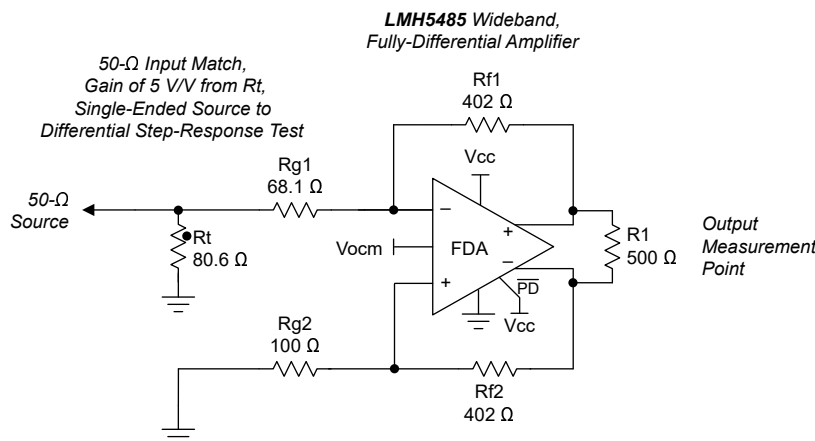 LMH5485 Wideband,
Fully-Differential Amplifier
50-Ω Input Match,
Gain of 5 V/V from Rt,
Single-Ended Source to
Differential Step-Response Test
Rf1
402 Ω
Vcc
Rg1
68.1 Ω
50-Ω
Source
Rt
80.6 Ω
Vocm
−
+
FDA
+
−
PD
Vcc
R1
500 Ω
Output
Measurement
Point
Rg2
100 Ω
Rf2
402 Ω